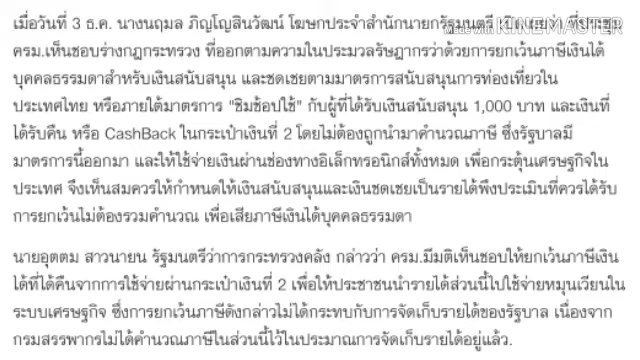 เมื่อวันที่ 3 ธ.ค. นางนฤมล ภิญโญสินวัฒน์ โฆษกประจำสำนักนายกรัฐมนตรี เปิดเผยว่า ที่ประชุม
Made with KINEMASTER
ครม.เห็นชอบร่างกฎกระทรวง ที่ออกตามความในประมวลรัษฎากรว่าด้วยการยกเว้นภาษีเงินได้
บุคคลธรรมดาสำหรับเงินสนับสนุน และชดเชยตามมาตรการสนับสนุนการท่องเที่ยวใน
ประเทศไทย หรือภายใต้มาตรการ "ชิมช้อปใช้" กับผู้ที่ได้รับเงินสนับสนุน 1,000 บาท และเงินที่
ได้รับคืน หรือ CashBack ในกระเป๋าเงินที่ 2 โดยไม่ต้องถูกนำมาคำนวณภาษี ซึ่งรัฐบาลมี
มาตรการนี้ออกมา และให้ใช้จ่ายเงินผ่านช่องทางอิเล็กทรอนิกส์ทั้งหมด เพื่อกระตุ้นเศรษฐกิจใน
ประเทศ จึงเห็นสมควรให้กำหนดให้เงินสนับสนุนและเงินชดเชยเป็นรายได้พึงประเมินที่ควรได้รับ
การยกเว้นไม่ต้องรวมคำนวณ เพื่อเสียภาษีเงินได้บุคคลธรรมดา
นายอุตตม สาวนายน รัฐมนตรีว่าการกระทรวงคลัง กล่าวว่า ครม.มีมติเห็นชอบให้ยกเว้นภาษีเงิน
ได้ที่ได้คืนจากการใช้จ่ายผ่านกระเป๋าเงินที่ 2 เพื่อให้ประชาชนนำรายได้ส่วนนี้ไปใช้จ่ายหมุนเวียนใน
ระบบเศรษฐกิจ ซึ่งการยกเว้นภาษีดังกล่าวไม่ได้กระทบกับการจัดเก็บรายได้ของรัฐบาล เนื่องจาก
กรมสรรพากรไม่ได้คำนวณภาษีในส่วนนี้ไว้ในประมาณการจัดเก็บรายได้อยู่แล้ว.